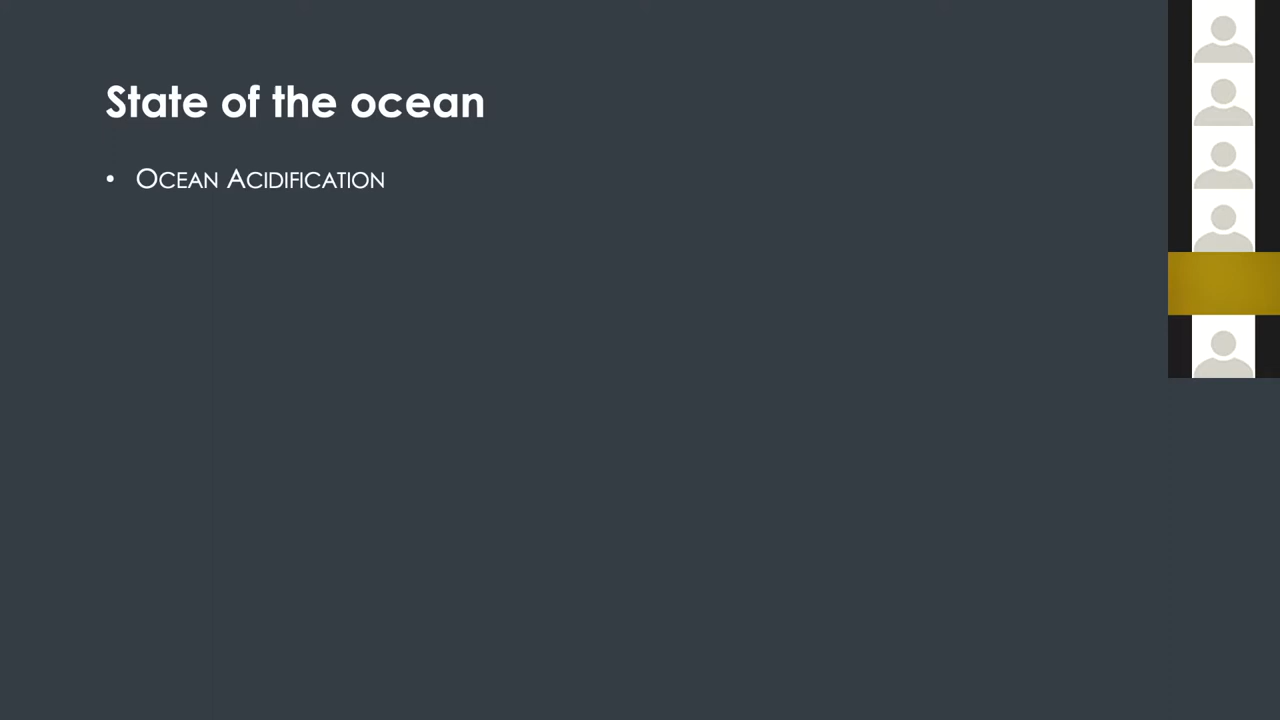 State of the ocean
• Ocean Acidification